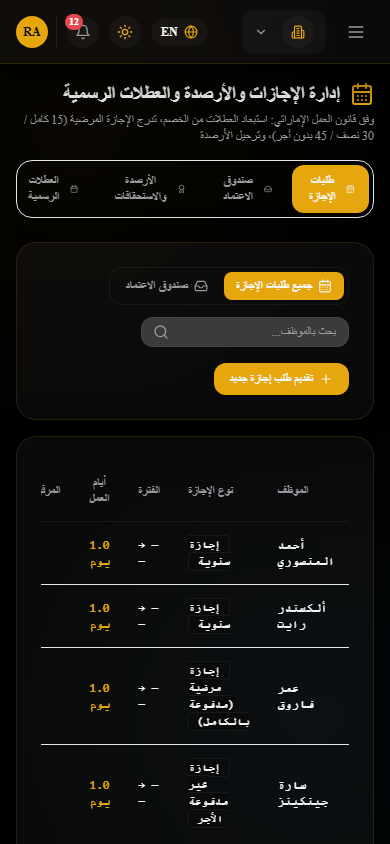 RA
12
EN
إدارة الإجازات والأرصدة والعطلات الرسمية
وفق قانون العمل الإماراتي: استبعاد العطلات من الخصم، تدرج الإجازة المرضية (15 كامل /
30 نصف / 45 بدون أجر)، وترحيل الأرصدة
طلبات
الإجازة
صندوق
الاعتماد
الأرصدة
والاستحقاقات
العطلات
الرسمية
جميع طلبات الإجازة
صندوق الاعتماد
بحث بالموظف...
تقديم طلب إجازة جديد
الموظف
نوع الإجازة
الفترة
أيام
العمل
أحمد
المنصوري
إجازة
سنوية
— →
—
1.0
يوم
ألكسندر
رايت
إجازة
سنوية
— →
—
1.0
يوم
عمر
فاروق
إجازة
مرضية
(مدفوعة
بالكامل)
— →
—
1.0
يوم
سارة
جينكينز
إجازة
غير
مدفوعة
الأجر
— →
—
1.0
يوم